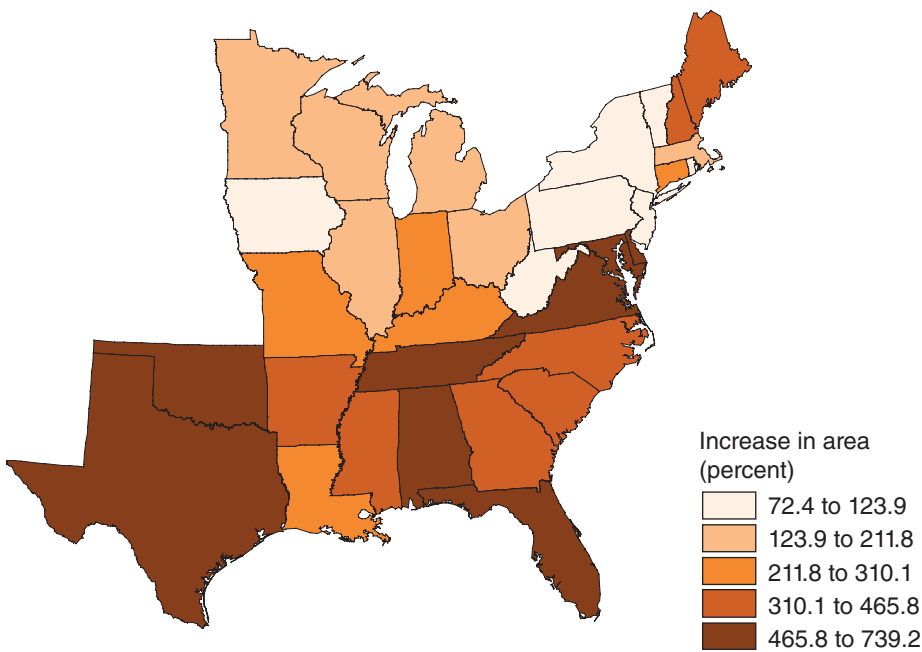 Increase in area
(percent)
72.4 to 123.9
123.9 to 211.8
211.8 to 310.1
310.1 to 465.8
465.8 to 739.2